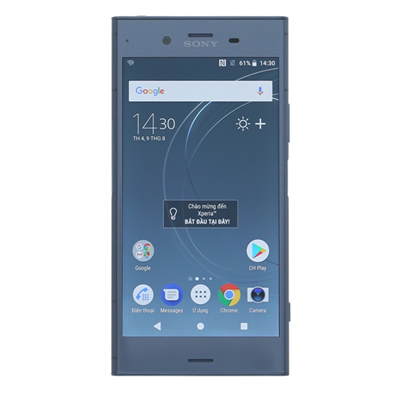 SONY
61% 14:30
Google
14 30
TH 4, 9 THG 8
Chào mừng đến
Xperia™
BẮT ĐẦU TẠI ĐÂY!
Google
CH Play
Điện thoại
Messages
Ứ.dụng
Chrome
Camera